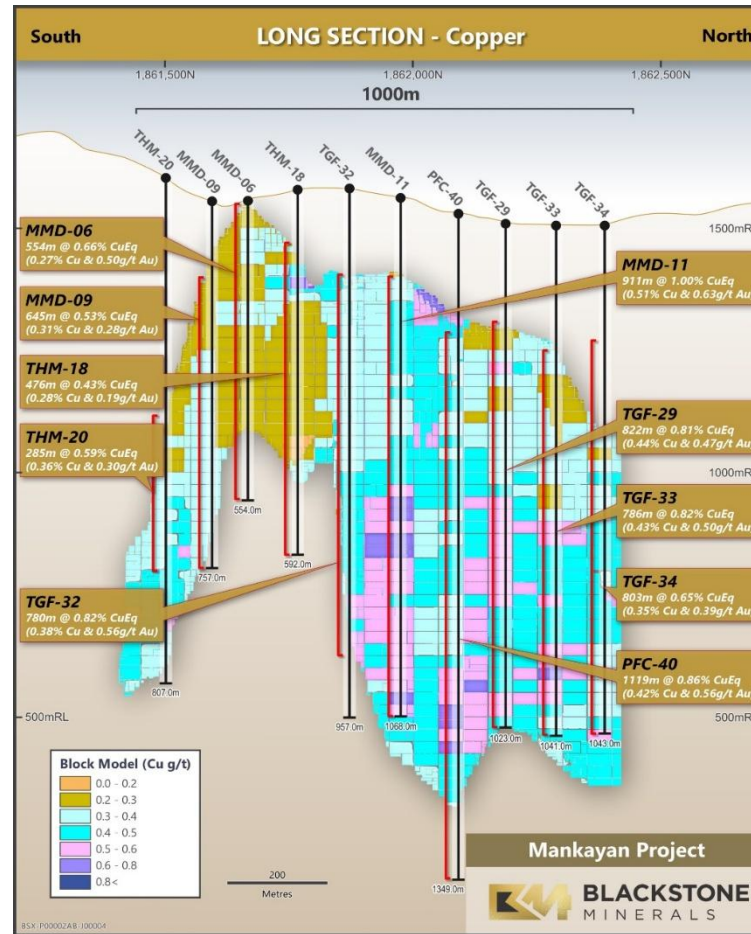 South
LONG SECTION - Copper
North
1,861,500N
1,862,000N
1,862,500N
1000m
THM-20
MMD-09
MMD-06
THM-18
TGF-32
MMD-11
PFC-40
TGF-29
TGF-33
TGF-34
1500mR
MMD-06
554m @ 0.66% CuEq
(0.27% Cu & 0.50g/t Au)
MMD-09
645m @ 0.53% CuEq
(0.31% Cu & 0.28g/t Au)
THM-18
476m @ 0.43% CuEq
(0.28% Cu & 0.19g/t Au)
THM-20
285m @ 0.59% CuEq
(0.36% Cu & 0.30g/t Au)
TGF-32
780m @ 0.82% CuEq
(0.38% Cu & 0.56g/t Au)
MMD-11
911m @ 1.00% CuEq
(0.51% Cu & 0.63g/t Au)
TGF-29
822m @ 0.81% CuEq
(0.44% Cu & 0.47g/t Au)
1000mR
TGF-33
786m @ 0.82% CuEq
(0.43% Cu & 0.50g/t Au)
TGF-34
803m @ 0.65% CuEq
(0.35% Cu & 0.39g/t Au)
PFC-40
1119m @ 0.86% CuEq
(0.42% Cu & 0.56g/t Au)
554.0m
757.0m
592.0m
807.0m
500mRL
957.0m
1068.0m
1023.0m
1041.0m
1043.0m
500mR
1349.0m
Block Model (Cu g/t)
0.0 - 0.2
0.2 - 0.3
0.3 - 0.4
0.4 - 0.5
0.5 - 0.6
0.6 - 0.8
0.8<
200
Metres
Mankayan Project
BLACKSTONE
MINERALS
BSX-P00002AB-J00004